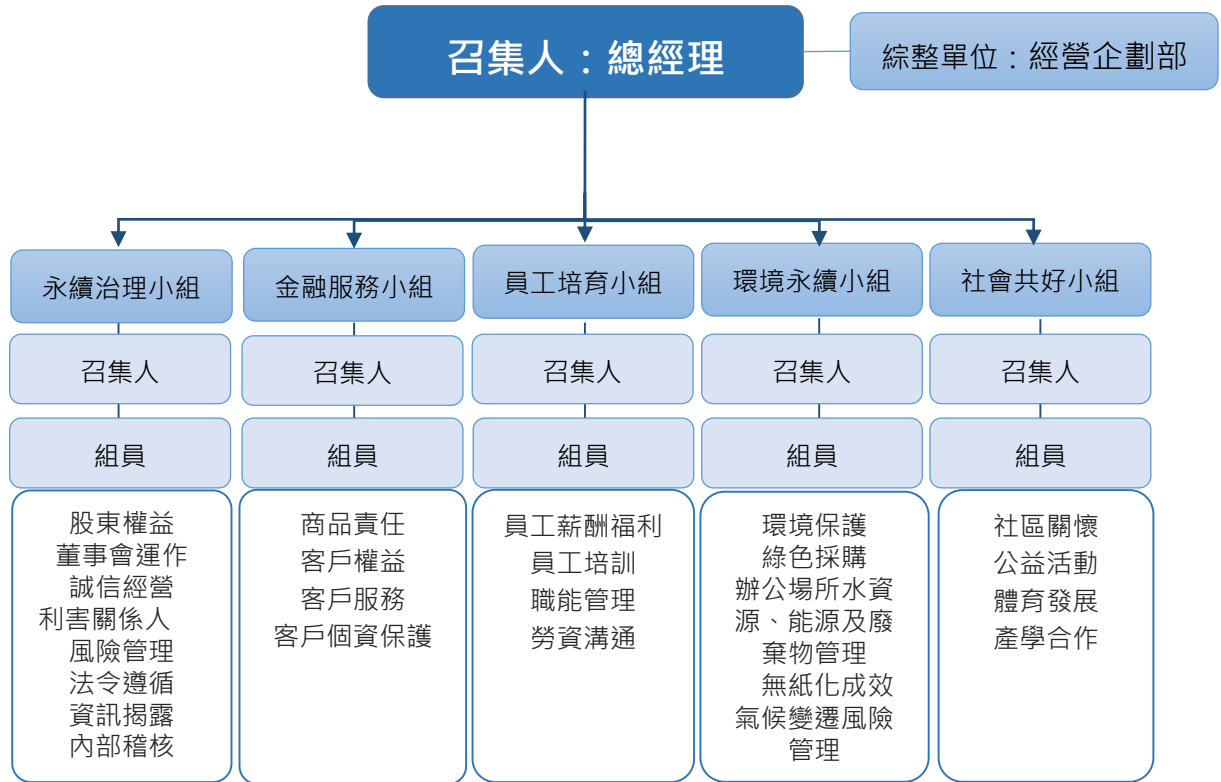 召集人：總經理
綜整單位：經營企劃部
永續治理小組
召集人
組員
股東權益
董事會運作
誠信經營
利害關係人
風險管理
法令遵循
資訊揭露
內部稽核
金融服務小組
召集人
組員
商品責任
客戶權益
客戶服務
客戶個資保護
員工培育小組
召集人
組員
員工薪酬福利
員工培訓
職能管理
勞資溝通
環境永續小組
召集人
組員
環境保護
綠色採購
辦公場所水資
源、能源及廢
棄物管理
無紙化成效
氣候變遷風險
管理
社會共好小組
召集人
組員
社區關懷
公益活動
體育發展
產學合作